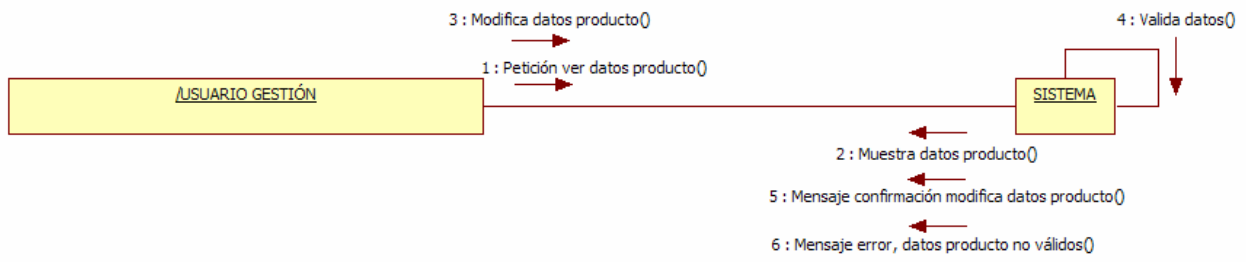 3 : Modifica datos producto()
4 : Valida datos()
1 : Petición ver datos producto()
/USUARIO GESTIÓN
SISTEMA
2 : Muestra datos producto()
5 : Mensaje confirmación modifica datos producto()
6 : Mensaje error, datos producto no válidos()